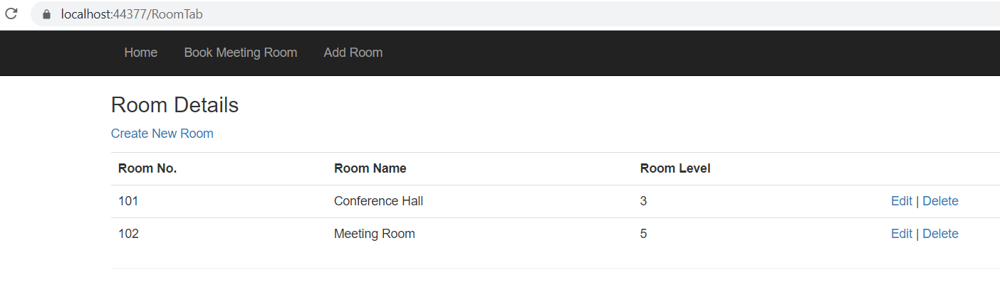 localhost:44377/RoomTab
Home Book Meeting Room Add Room
Room Details
Create New Room
Room No. Room Name Room Level
101 Conference Hall 3 Edit | Delete
102 Meeting Room 5 Edit | Delete